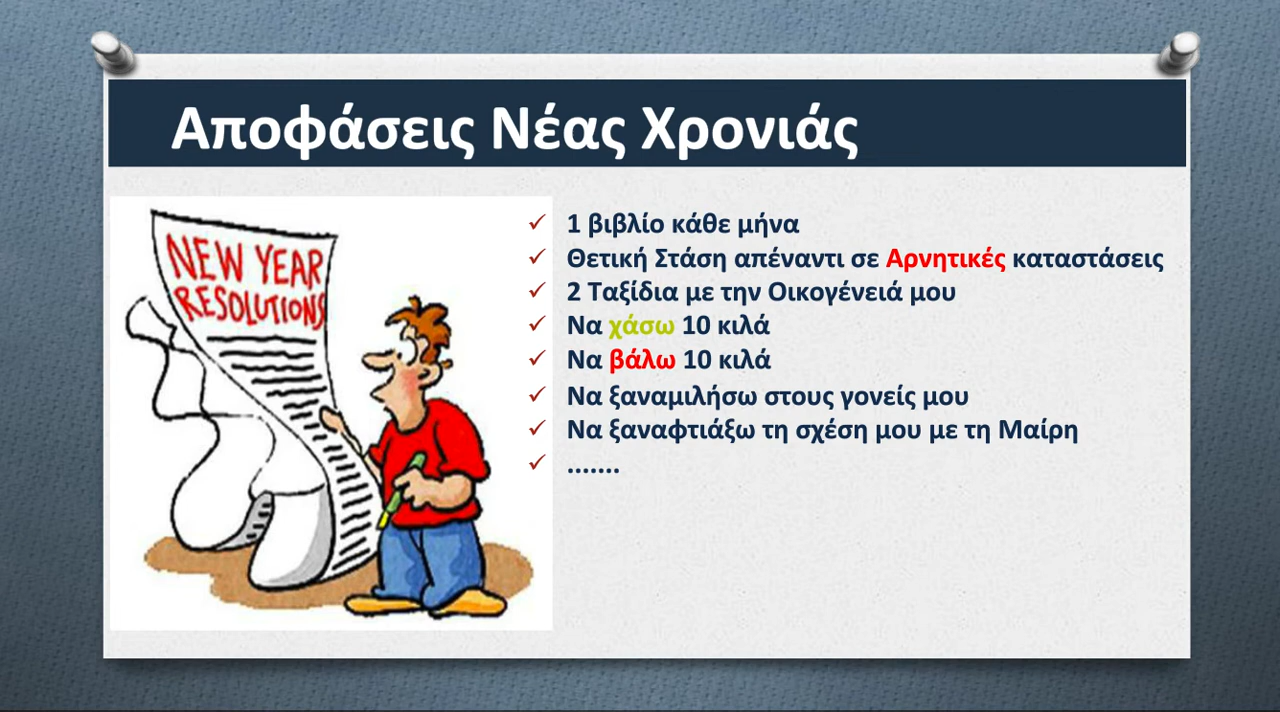 Αποφάσεις Νέας Χρονιάς
NEW YEAR
RESOLUTIONS
1 βιβλίο κάθε μήνα
Θετική Στάση απέναντι σε Αρνητικές καταστάσεις
2 Ταξίδια με την Οικογένειά μου
Να χάσω 10 κιλά
Να βάλω 10 κιλά
Να ξαναμιλήσω στους γονείς μου
Να ξαναφτιάξω τη σχέση μου με τη Μαίρη
.......